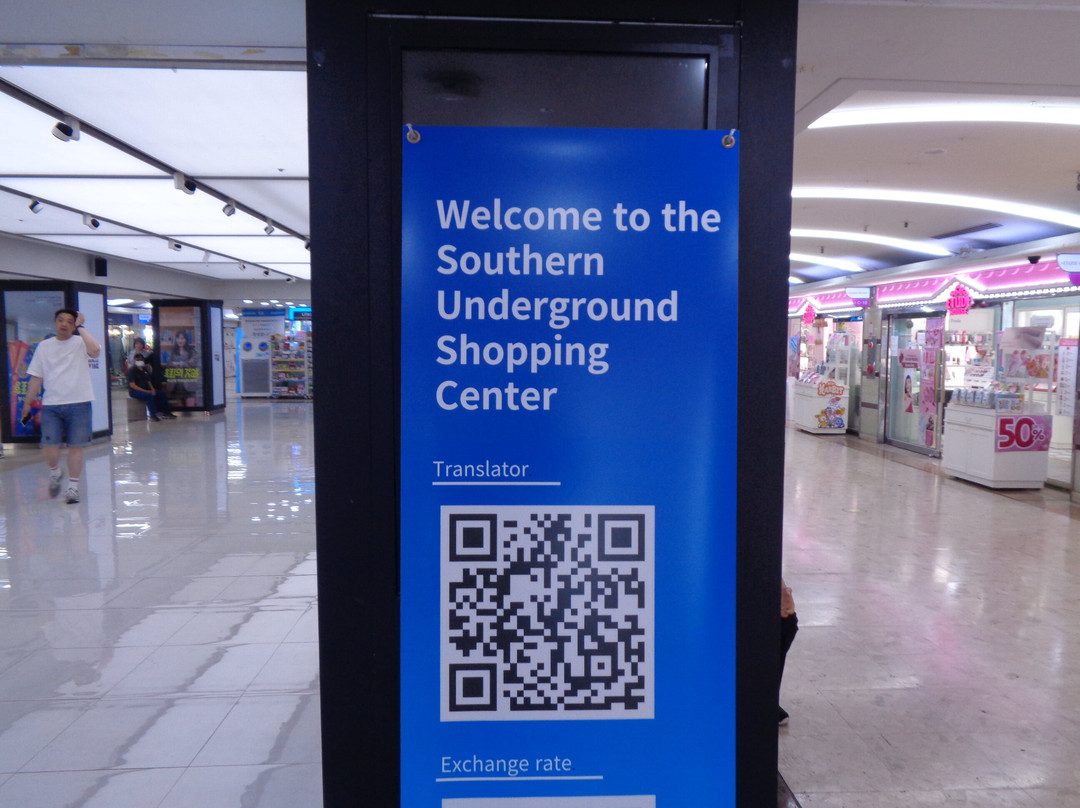 Welcome to the
Southern
Underground
Shopping
Center
Translator
Exchange rate
50%